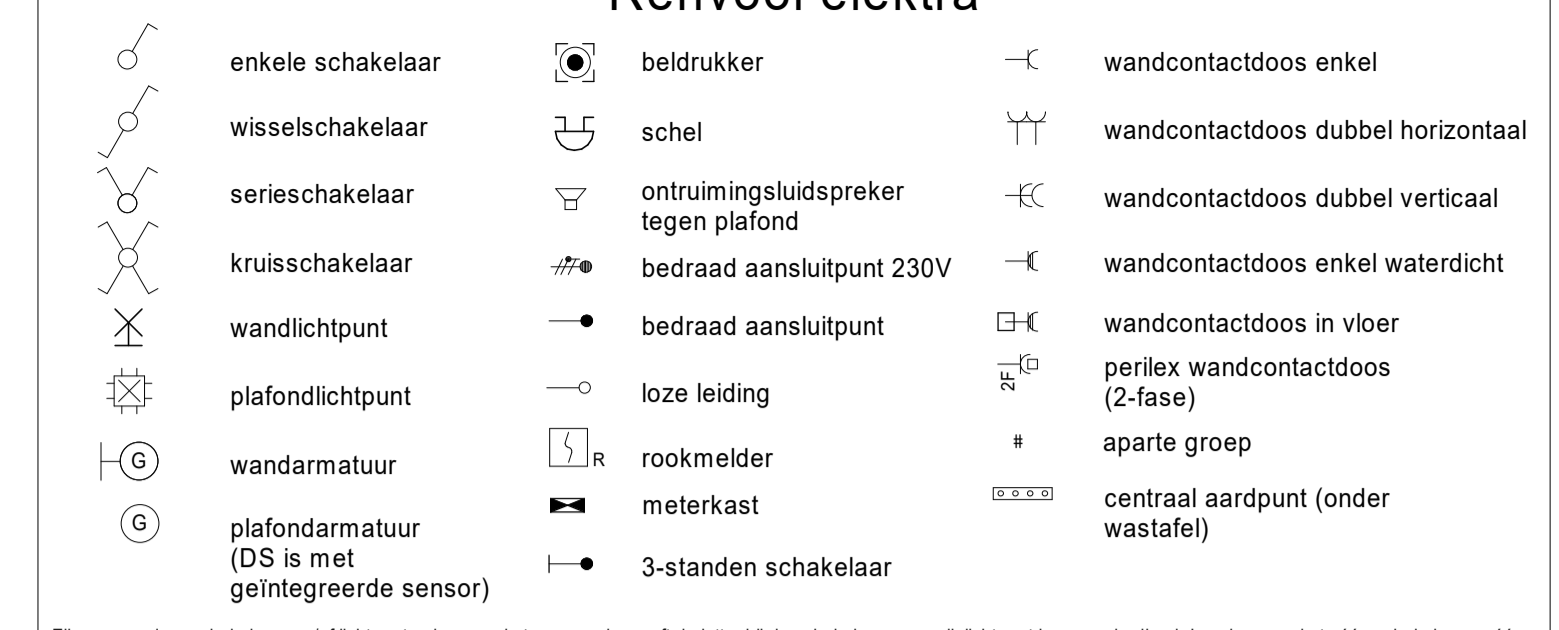 Renvooi elektra
enkele schakelaar
wisselschakelaar
serieschakelaar
kruisschakelaar
wandlichtpunt
plafondlichtpunt
G
wandarmatuur
G
plafondarmatuur
(DS is met
geïntegreerde sensor)
beldrukker
schel
ontruimingsluidspreker
tegen plafond
bedraad aansluitpunt 230V
bedraad aansluitpunt
loze leiding
R
rookmelder
meterkast
3-standen schakelaar
wandcontactdoos enkel
wandcontactdoos dubbel horizontaal
wandcontactdoos dubbel verticaal
wandcontactdoos enkel waterdicht
wandcontactdoos in vloer
2F
perilex wandcontactdoos
(2-fase)
#
aparte groep
centraal aardpunt (onder
wastafel)